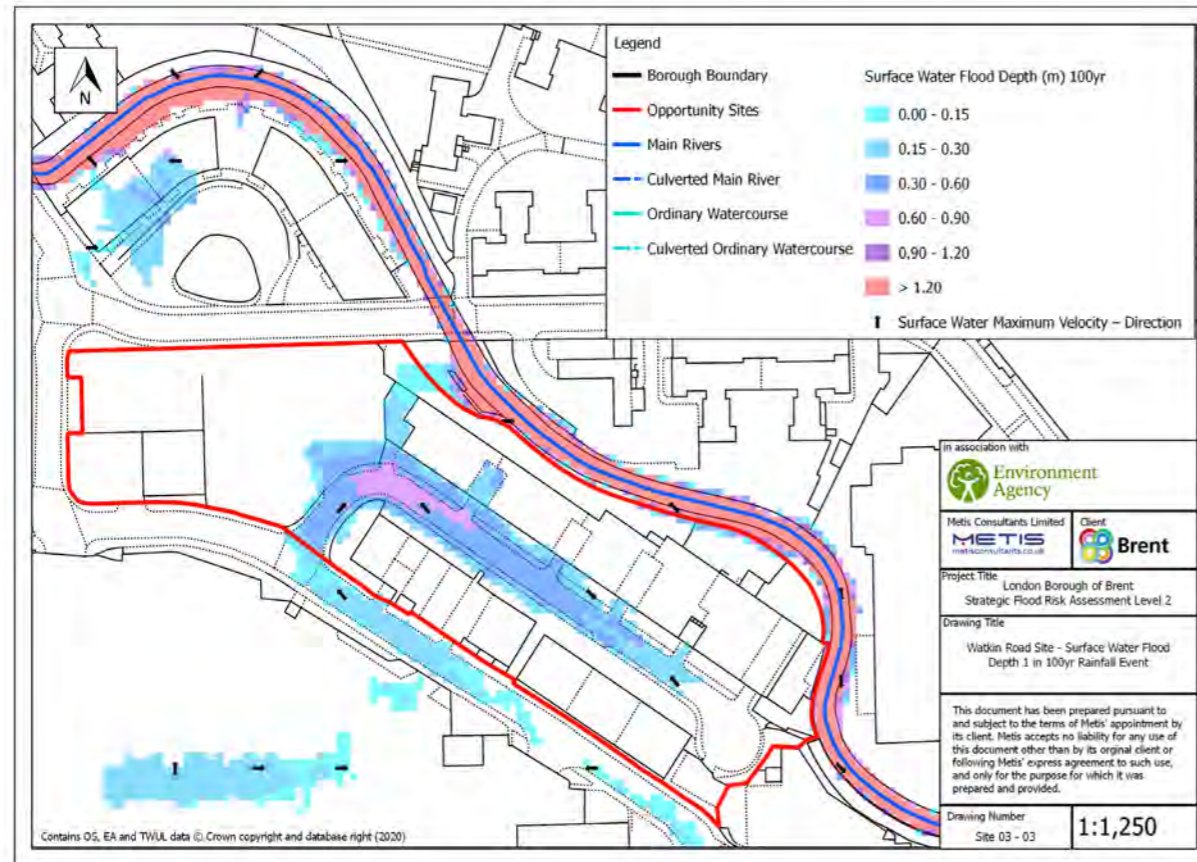 N
Legend
Borough Boundary
Opportunity Sites
Main Rivers
Culverted Main River
Ordinary Watercourse
Culverted Ordinary Watercourse
Surface Water Flood Depth (m) 100yr
0.00 - 0.15
0.15 - 0.30
0.30 - 0.60
0.60 - 0.90
0.90 - 1.20
> 1.20
Surface Water Maximum Velocity – Direction
in association with
Environment
Agency
Metis Consultants Limited
METIS
metisconsultants.co.uk
Client
Brent
Project Title
London Borough of Brent
Strategic Flood Risk Assessment Level 2
Drawing Title
Watkin Road Site - Surface Water Flood
Depth 1 in 100yr Rainfall Event
This document has been prepared pursuant to
and subject to the terms of Metis' appointment by
its client. Metis accepts no liability for any use of
this document other than by its orginal client or
following Metis' express agreement to such use,
and only for the purpose for which it was
prepared and provided.
Drawing Number
Site 03 - 03
1:1,250
Contains OS, EA and TWUL data © Crown copyright and database right (2020)